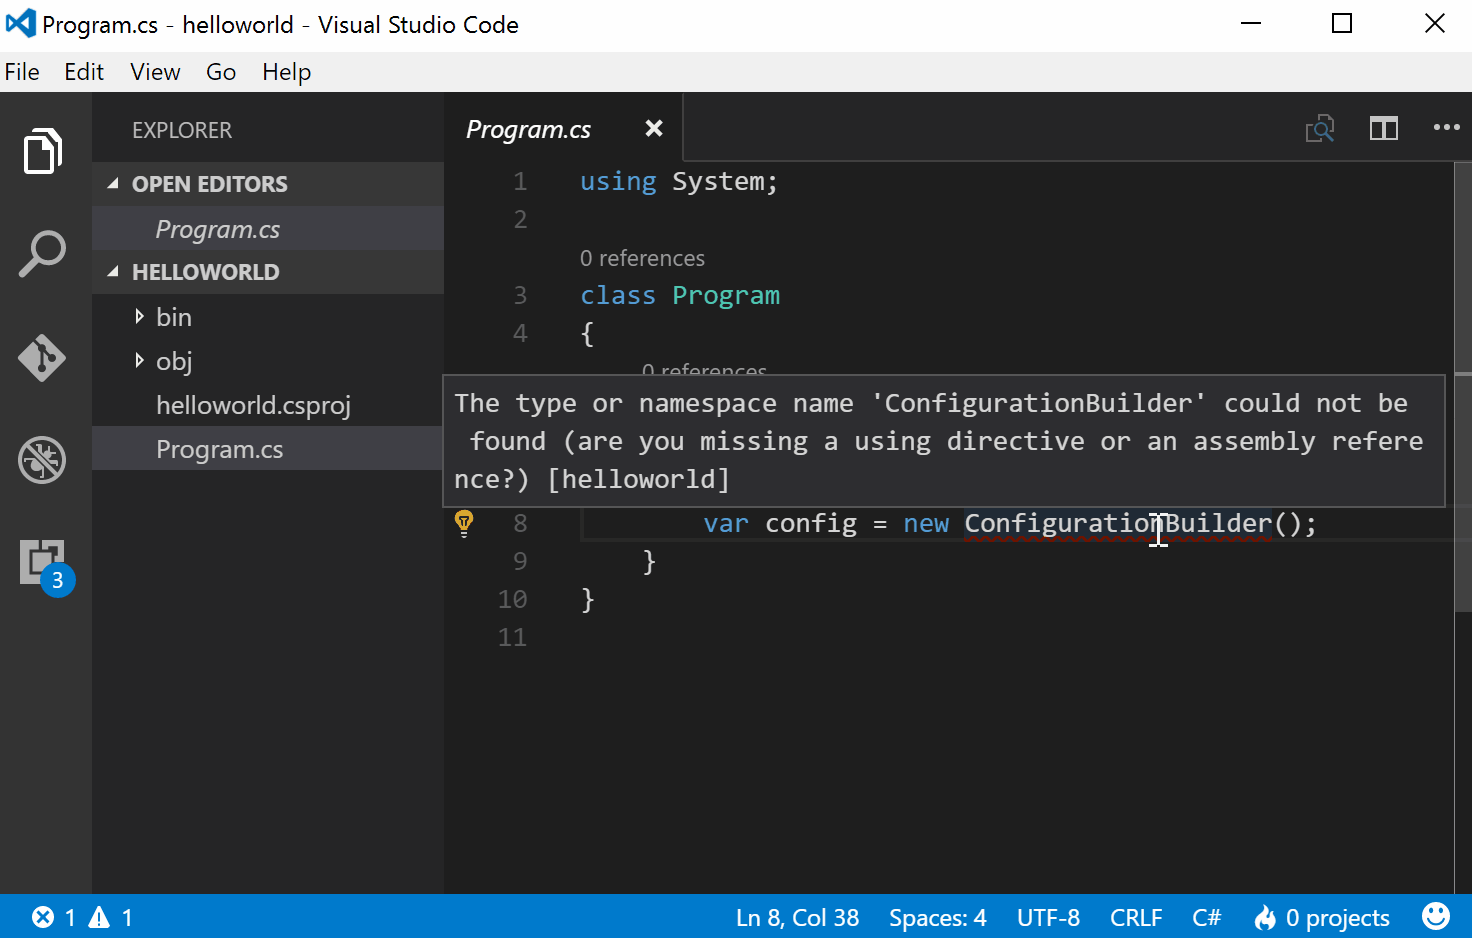 Program.cs - helloworld - Visual Studio Code
File Edit View Go Help
EXPLORER
OPEN EDITORS
Program.cs
HELLOWORLD
bin
obj
helloworld.csproj
Program.cs
3
Program.cs
1 using System;
2
0 references
3 class Program
4 {
0 references
The type or namespace name 'ConfigurationBuilder' could not be
found (are you missing a using directive or an assembly refere
nce?) [helloworld]
8 var config = new ConfigurationBuilder();
9 }
10 }
11
1 1 Ln 8, Col 38 Spaces: 4 UTF-8 CRLF C# 0 projects